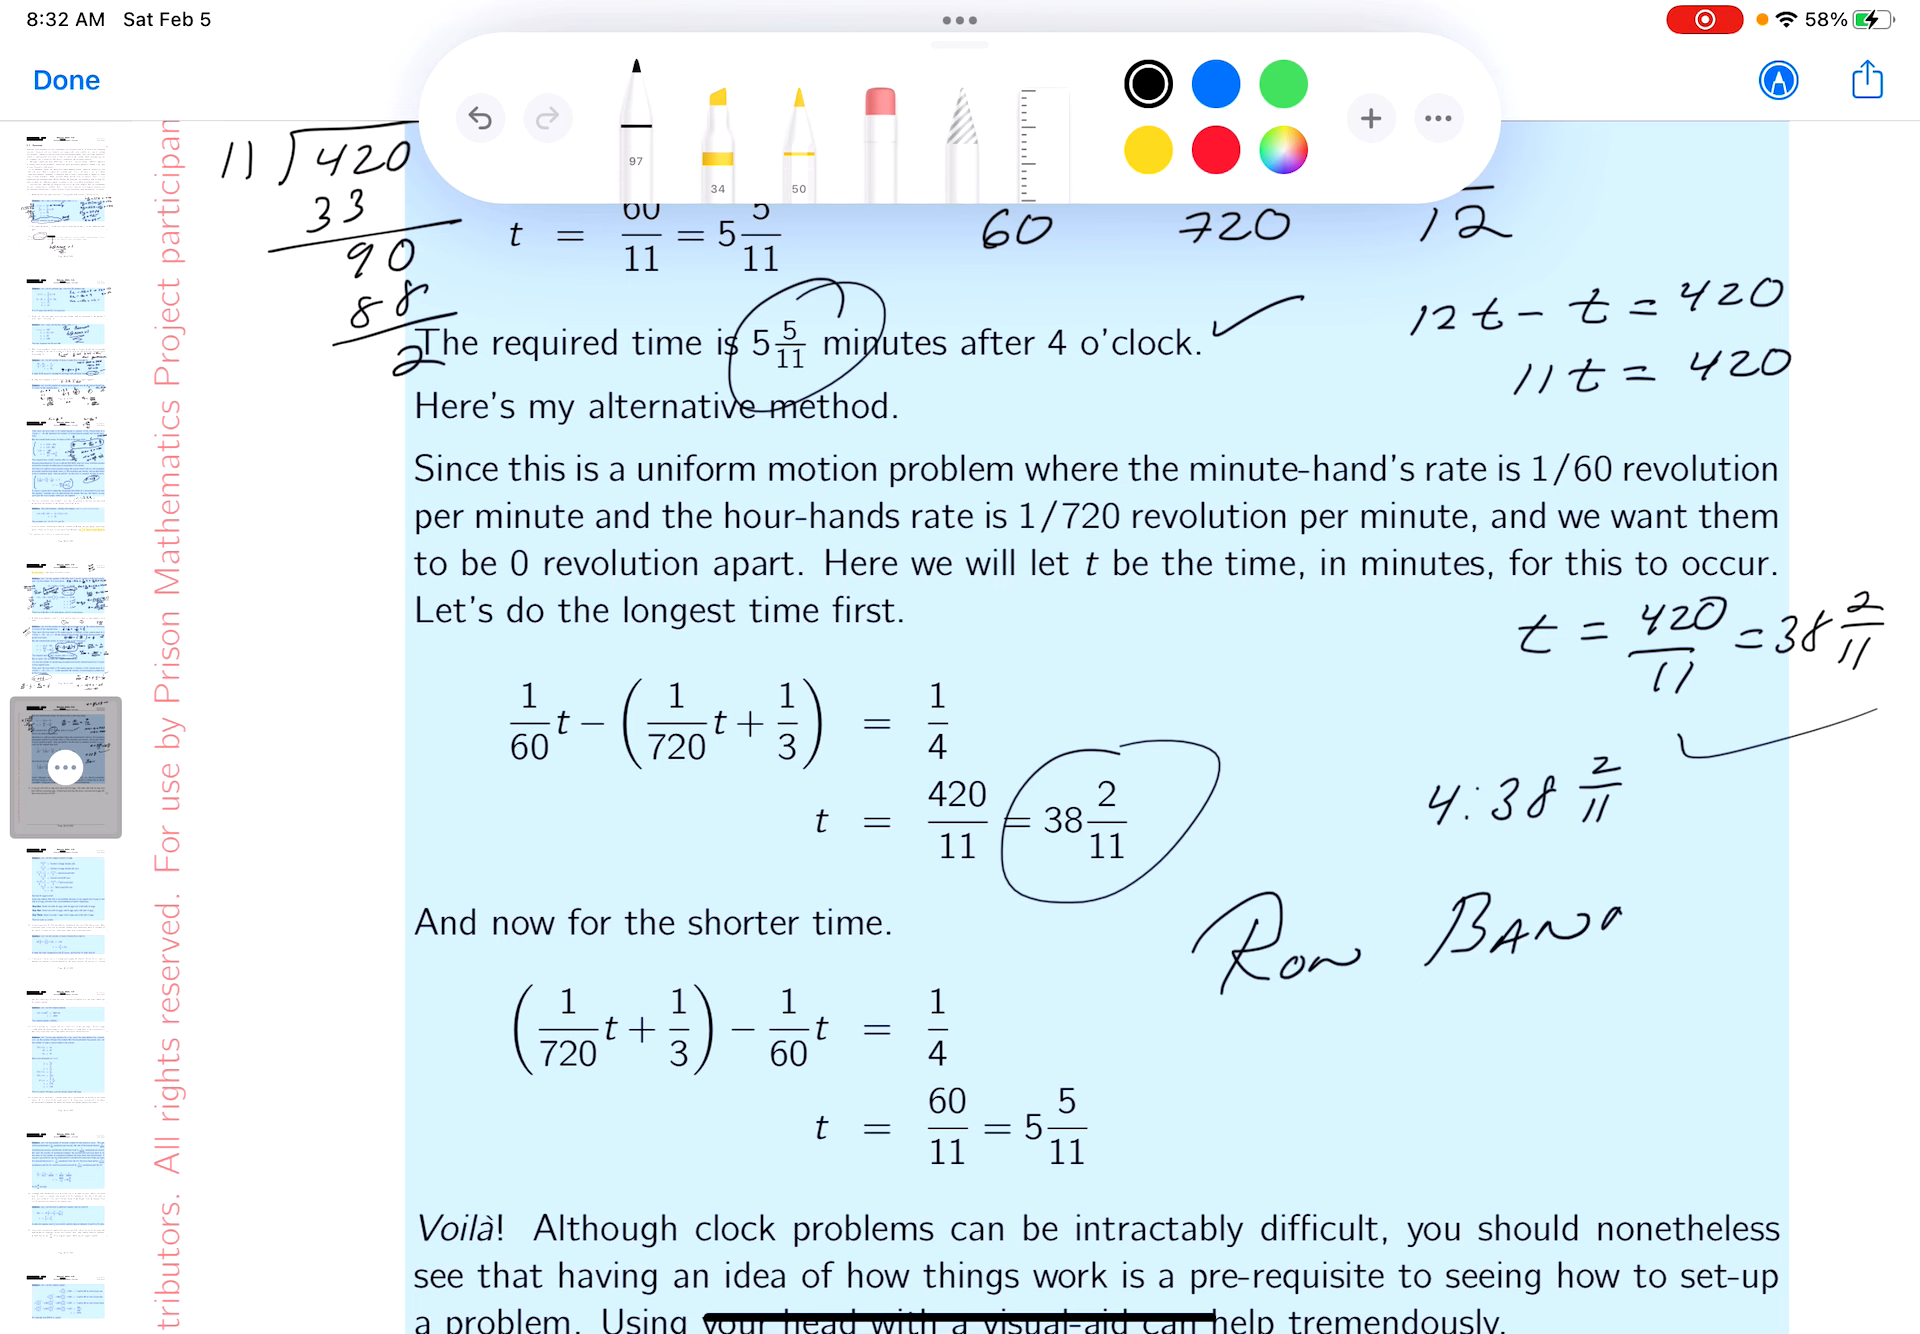 8:32 AM Sat Feb 5
58%
Done
97
34
50
For use by Prison Mathematics Project participan
tributors. All rights reserved.
11 ) 420
33
90
88
2
t = 60/11 = 5 5/11
60 720 12
12t - t = 420
11t = 420
The required time is 5 5/11 minutes after 4 o'clock.
Here's my alternative method.
Since this is a uniform motion problem where the minute-hand's rate is 1/60 revolution
per minute and the hour-hands rate is 1/720 revolution per minute, and we want them
to be 0 revolution apart. Here we will let t be the time, in minutes, for this to occur.
Let's do the longest time first.
t = 420/11 = 38 2/11
1/60 t − (1/720 t + 1/3) = 1/4
t = 420/11 = 38 2/11
4:38 2/11
And now for the shorter time.
Ron
(1/720 t + 1/3) − 1/60 t = 1/4
t = 60/11 = 5 5/11
Voilà! Although clock problems can be intractably difficult, you should nonetheless
see that having an idea of how things work is a pre-requisite to seeing how to set-up
a problem. Using your head with a visual-aid can help tremendously.